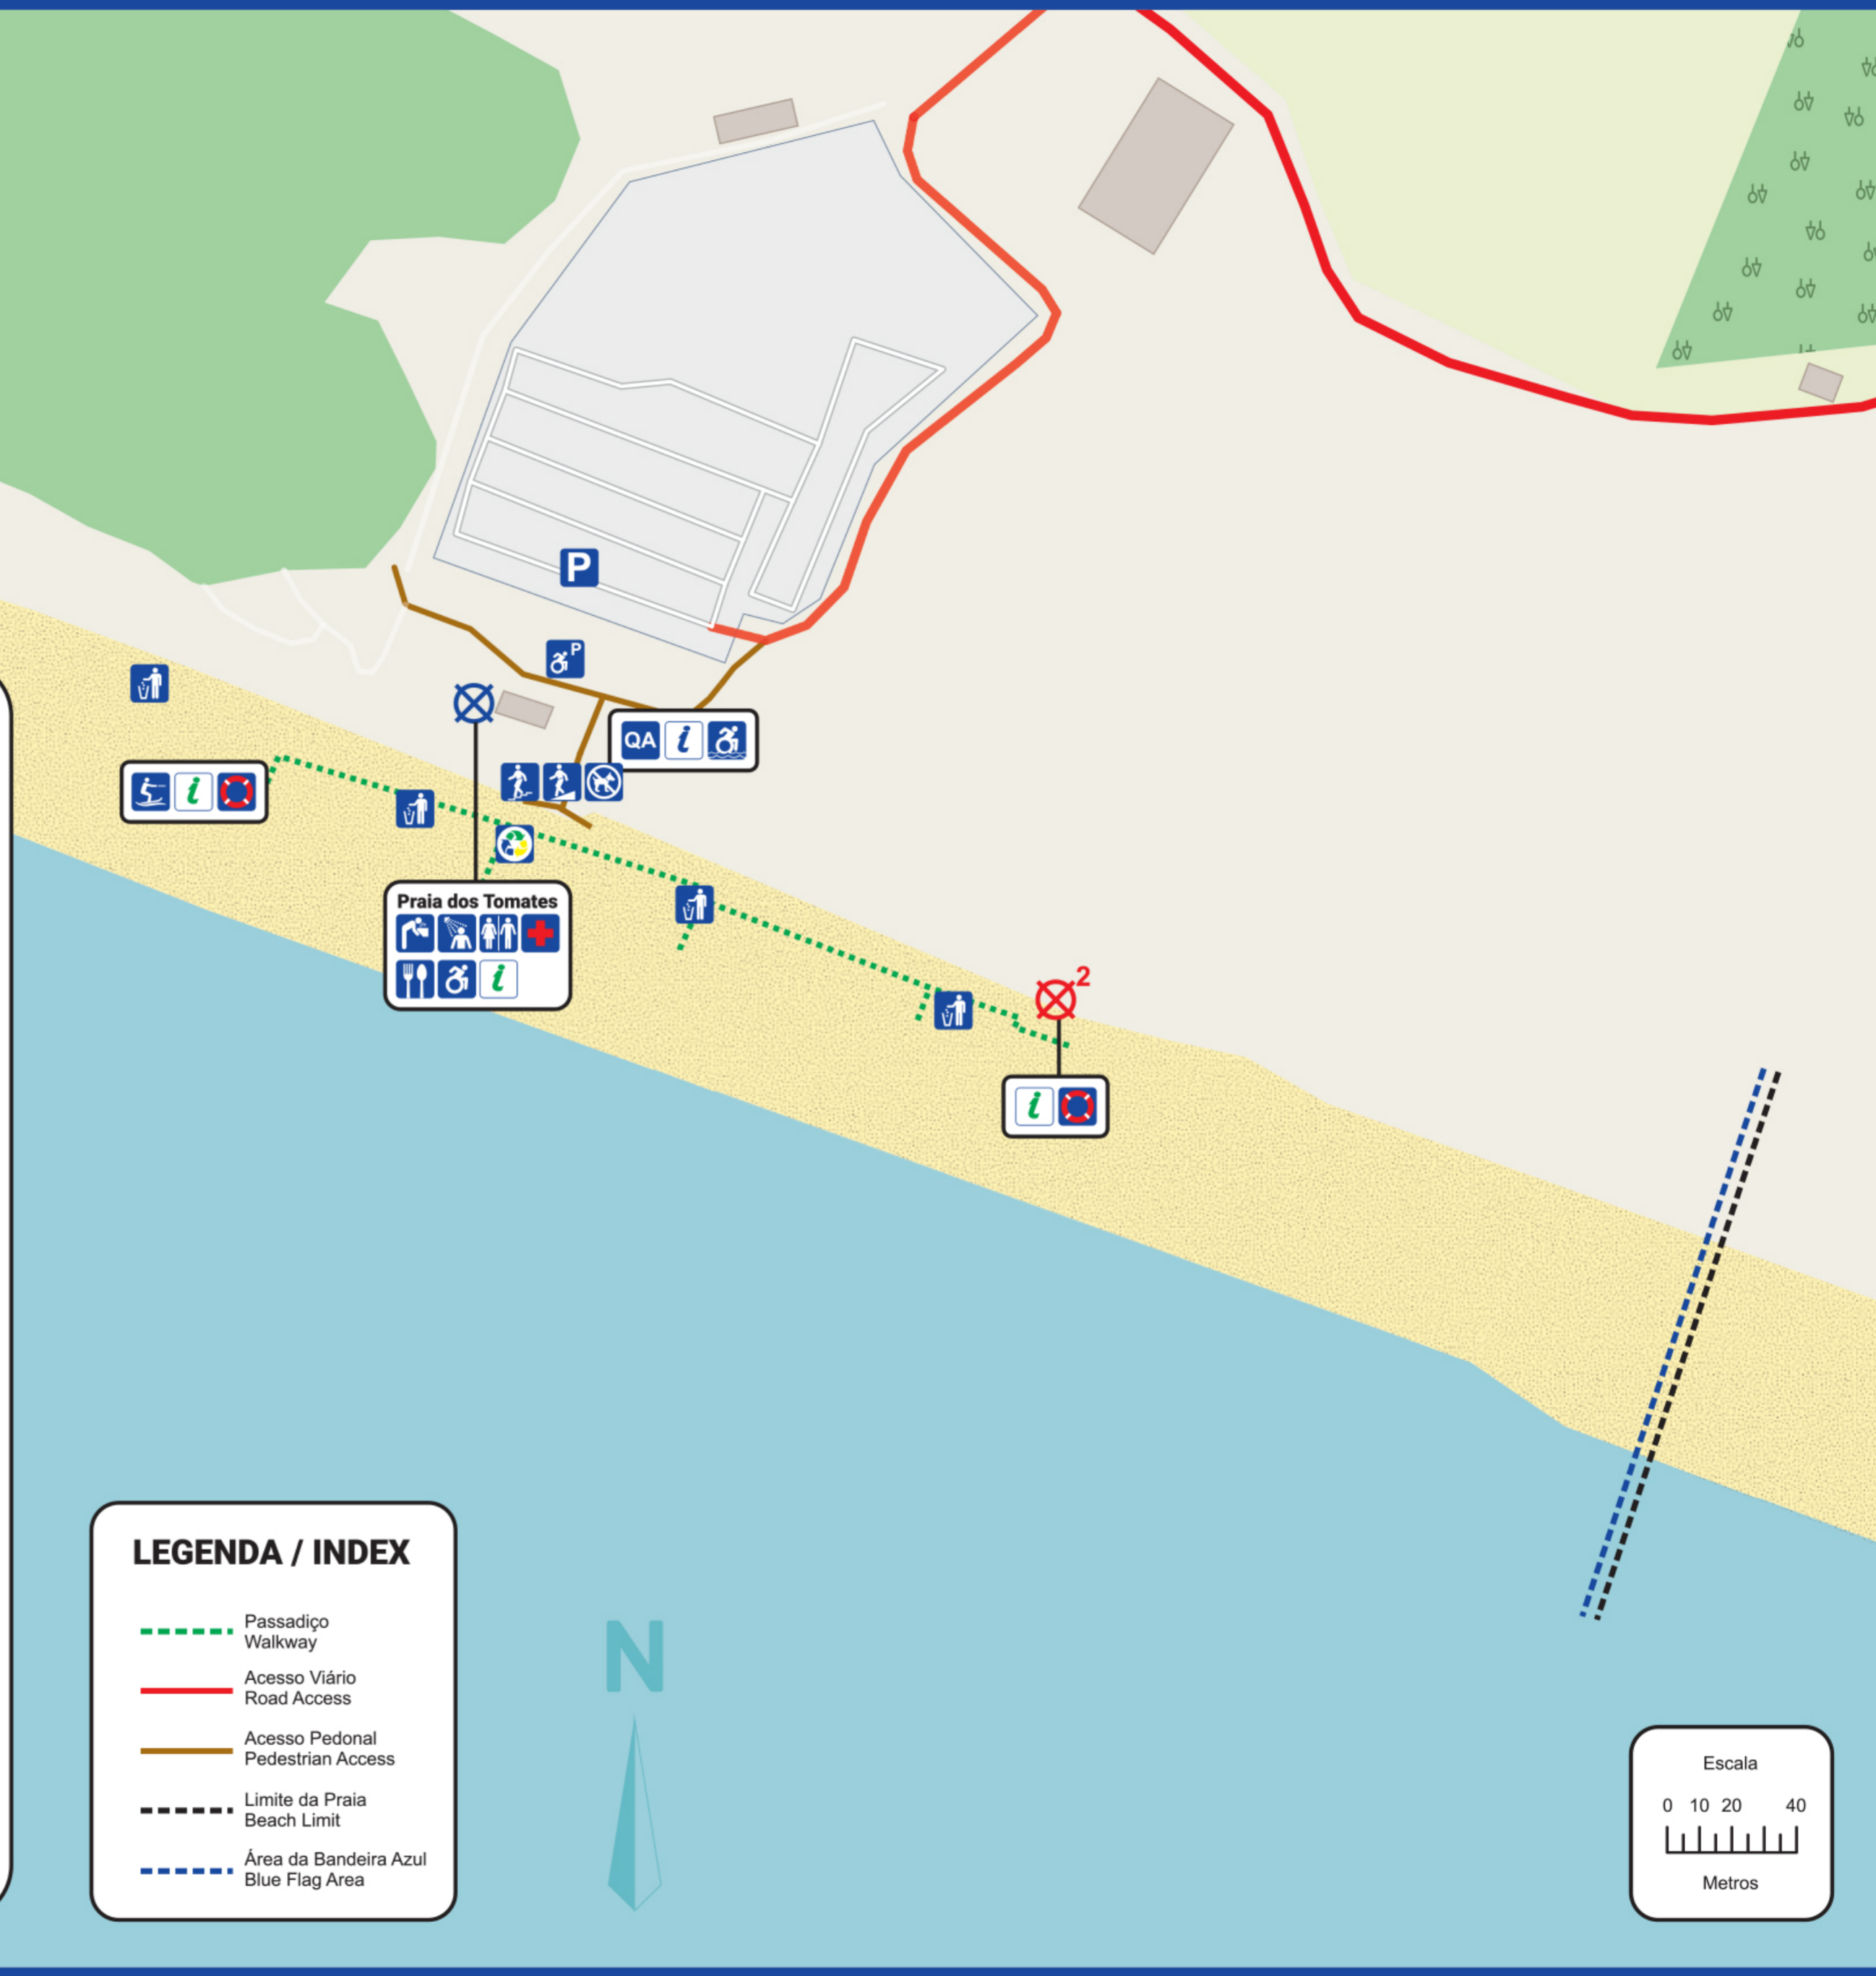 P
P
QA i
i
Praia dos Tomates
i
2
i
LEGENDA / INDEX
Passadiço
Walkway
Acesso Viário
Road Access
Acesso Pedonal
Pedestrian Access
Limite da Praia
Beach Limit
Área da Bandeira Azul
Blue Flag Area
N
Escala
0 10 20 40
Metros